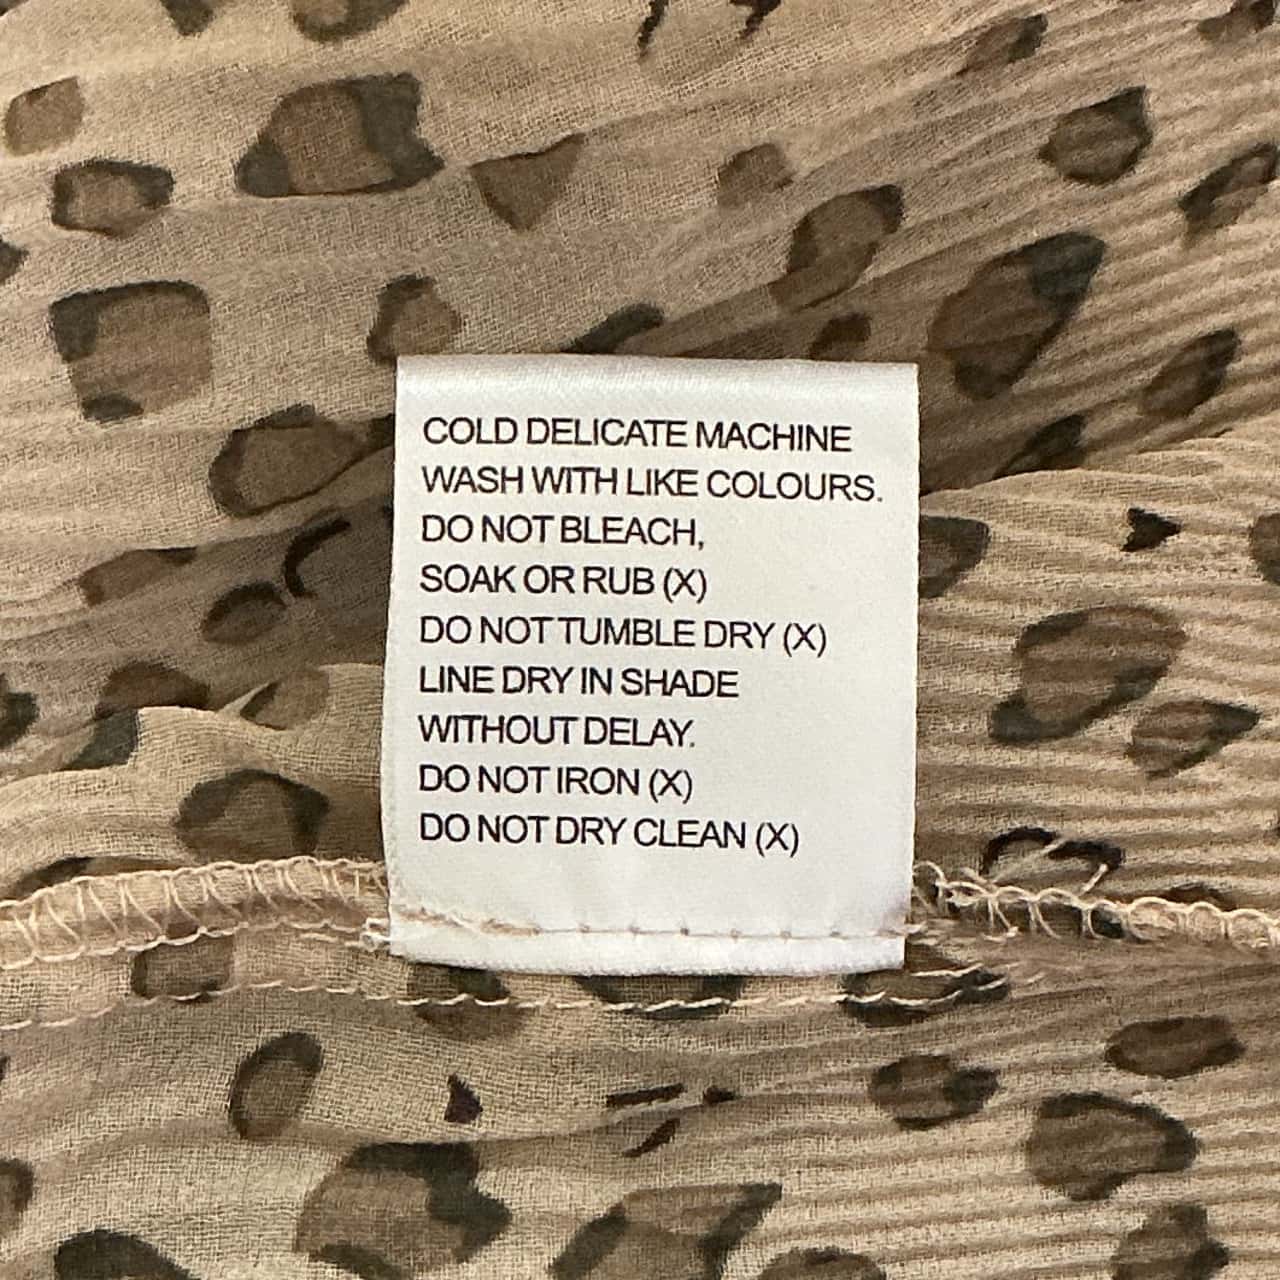 COLD DELICATE MACHINE
WASH WITH LIKE COLOURS.
DO NOT BLEACH,
SOAK OR RUB (X)
DO NOT TUMBLE DRY (X)
LINE DRY IN SHADE
WITHOUT DELAY.
DO NOT IRON (X)
DO NOT DRY CLEAN (X)